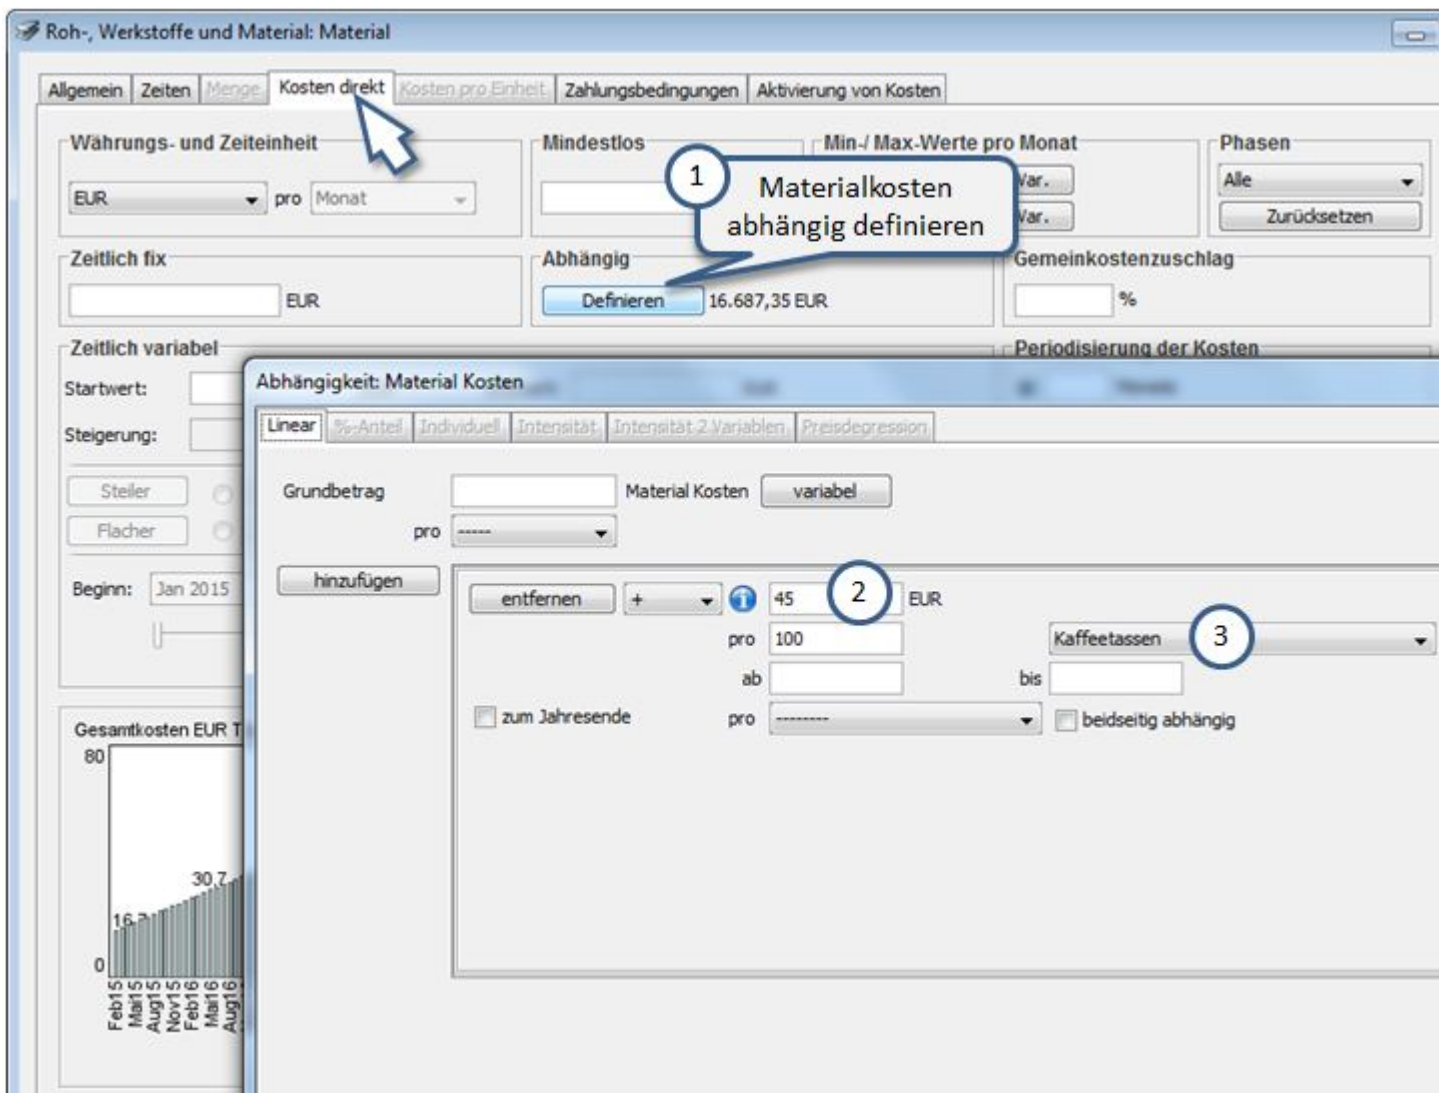 Roh-, Werkstoffe und Material: Material
Allgemein Zeiten Menge Kosten direkt Kosten pro Einheit Zahlungsbedingungen Aktivierung von Kosten
Währungs- und Zeiteinheit Mindestlos Min-/ Max-Werte pro Monat Phasen
EUR pro Monat Var. Alle
Var. Zurücksetzen
1 Materialkosten
abhängig definieren
Zeitlich fix Abhängig Gemeinkostenzuschlag
EUR Definieren 16.687,35 EUR %
Zeitlich variabel Periodisierung der Kosten
Startwert:
Steigerung:
Steiler
Flacher
Beginn: Jan 2015
Gesamtkosten EUR T
80
30,7
16,7
0
Feb15 Mai15 Aug15 Nov15 Feb16 Mai16 Aug16
Abhängigkeit: Material Kosten
Linear %-Anteil Individuell Intensität Intensität 2 Variablen Preisdegression
Grundbetrag Material Kosten variabel
pro -----
hinzufügen
entfernen + i 45 2 EUR
pro 100 Kaffeetassen 3
ab bis
zum Jahresende pro -------- beidseitig abhängig